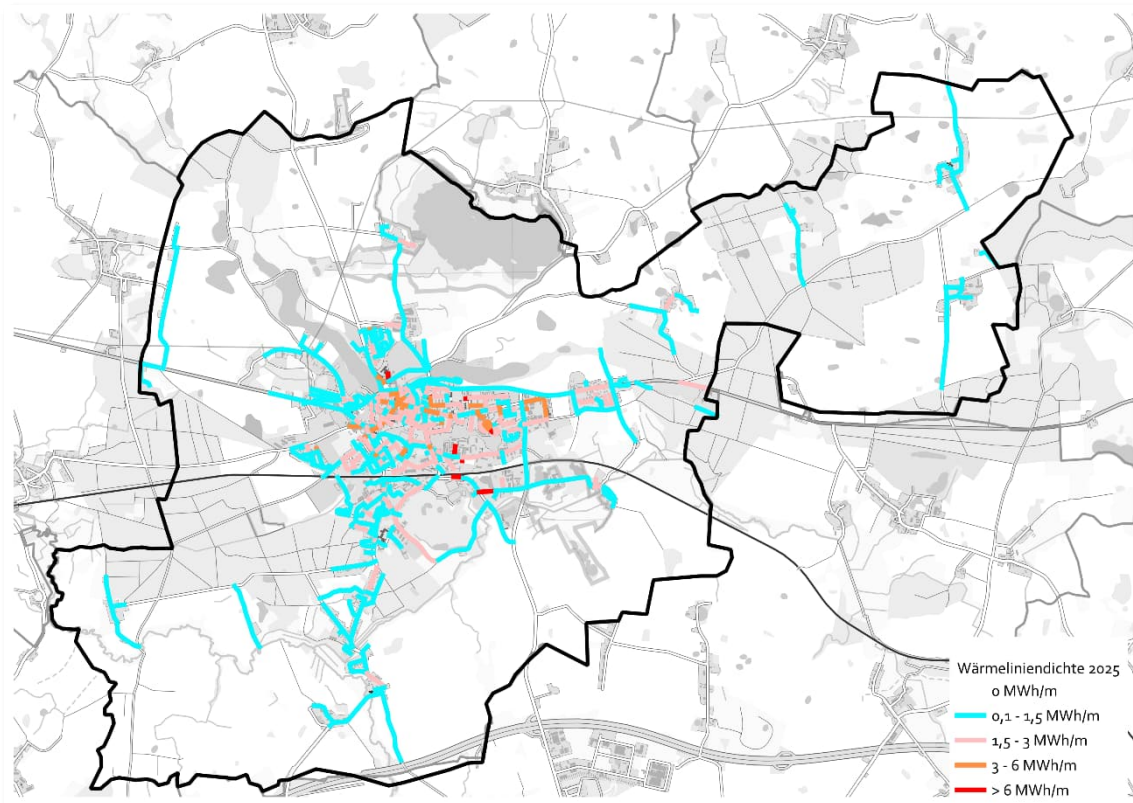 Wärmeliniendichte 2025
0 MWh/m
0,1 - 1,5 MWh/m
1,5 - 3 MWh/m
3 - 6 MWh/m
> 6 MWh/m